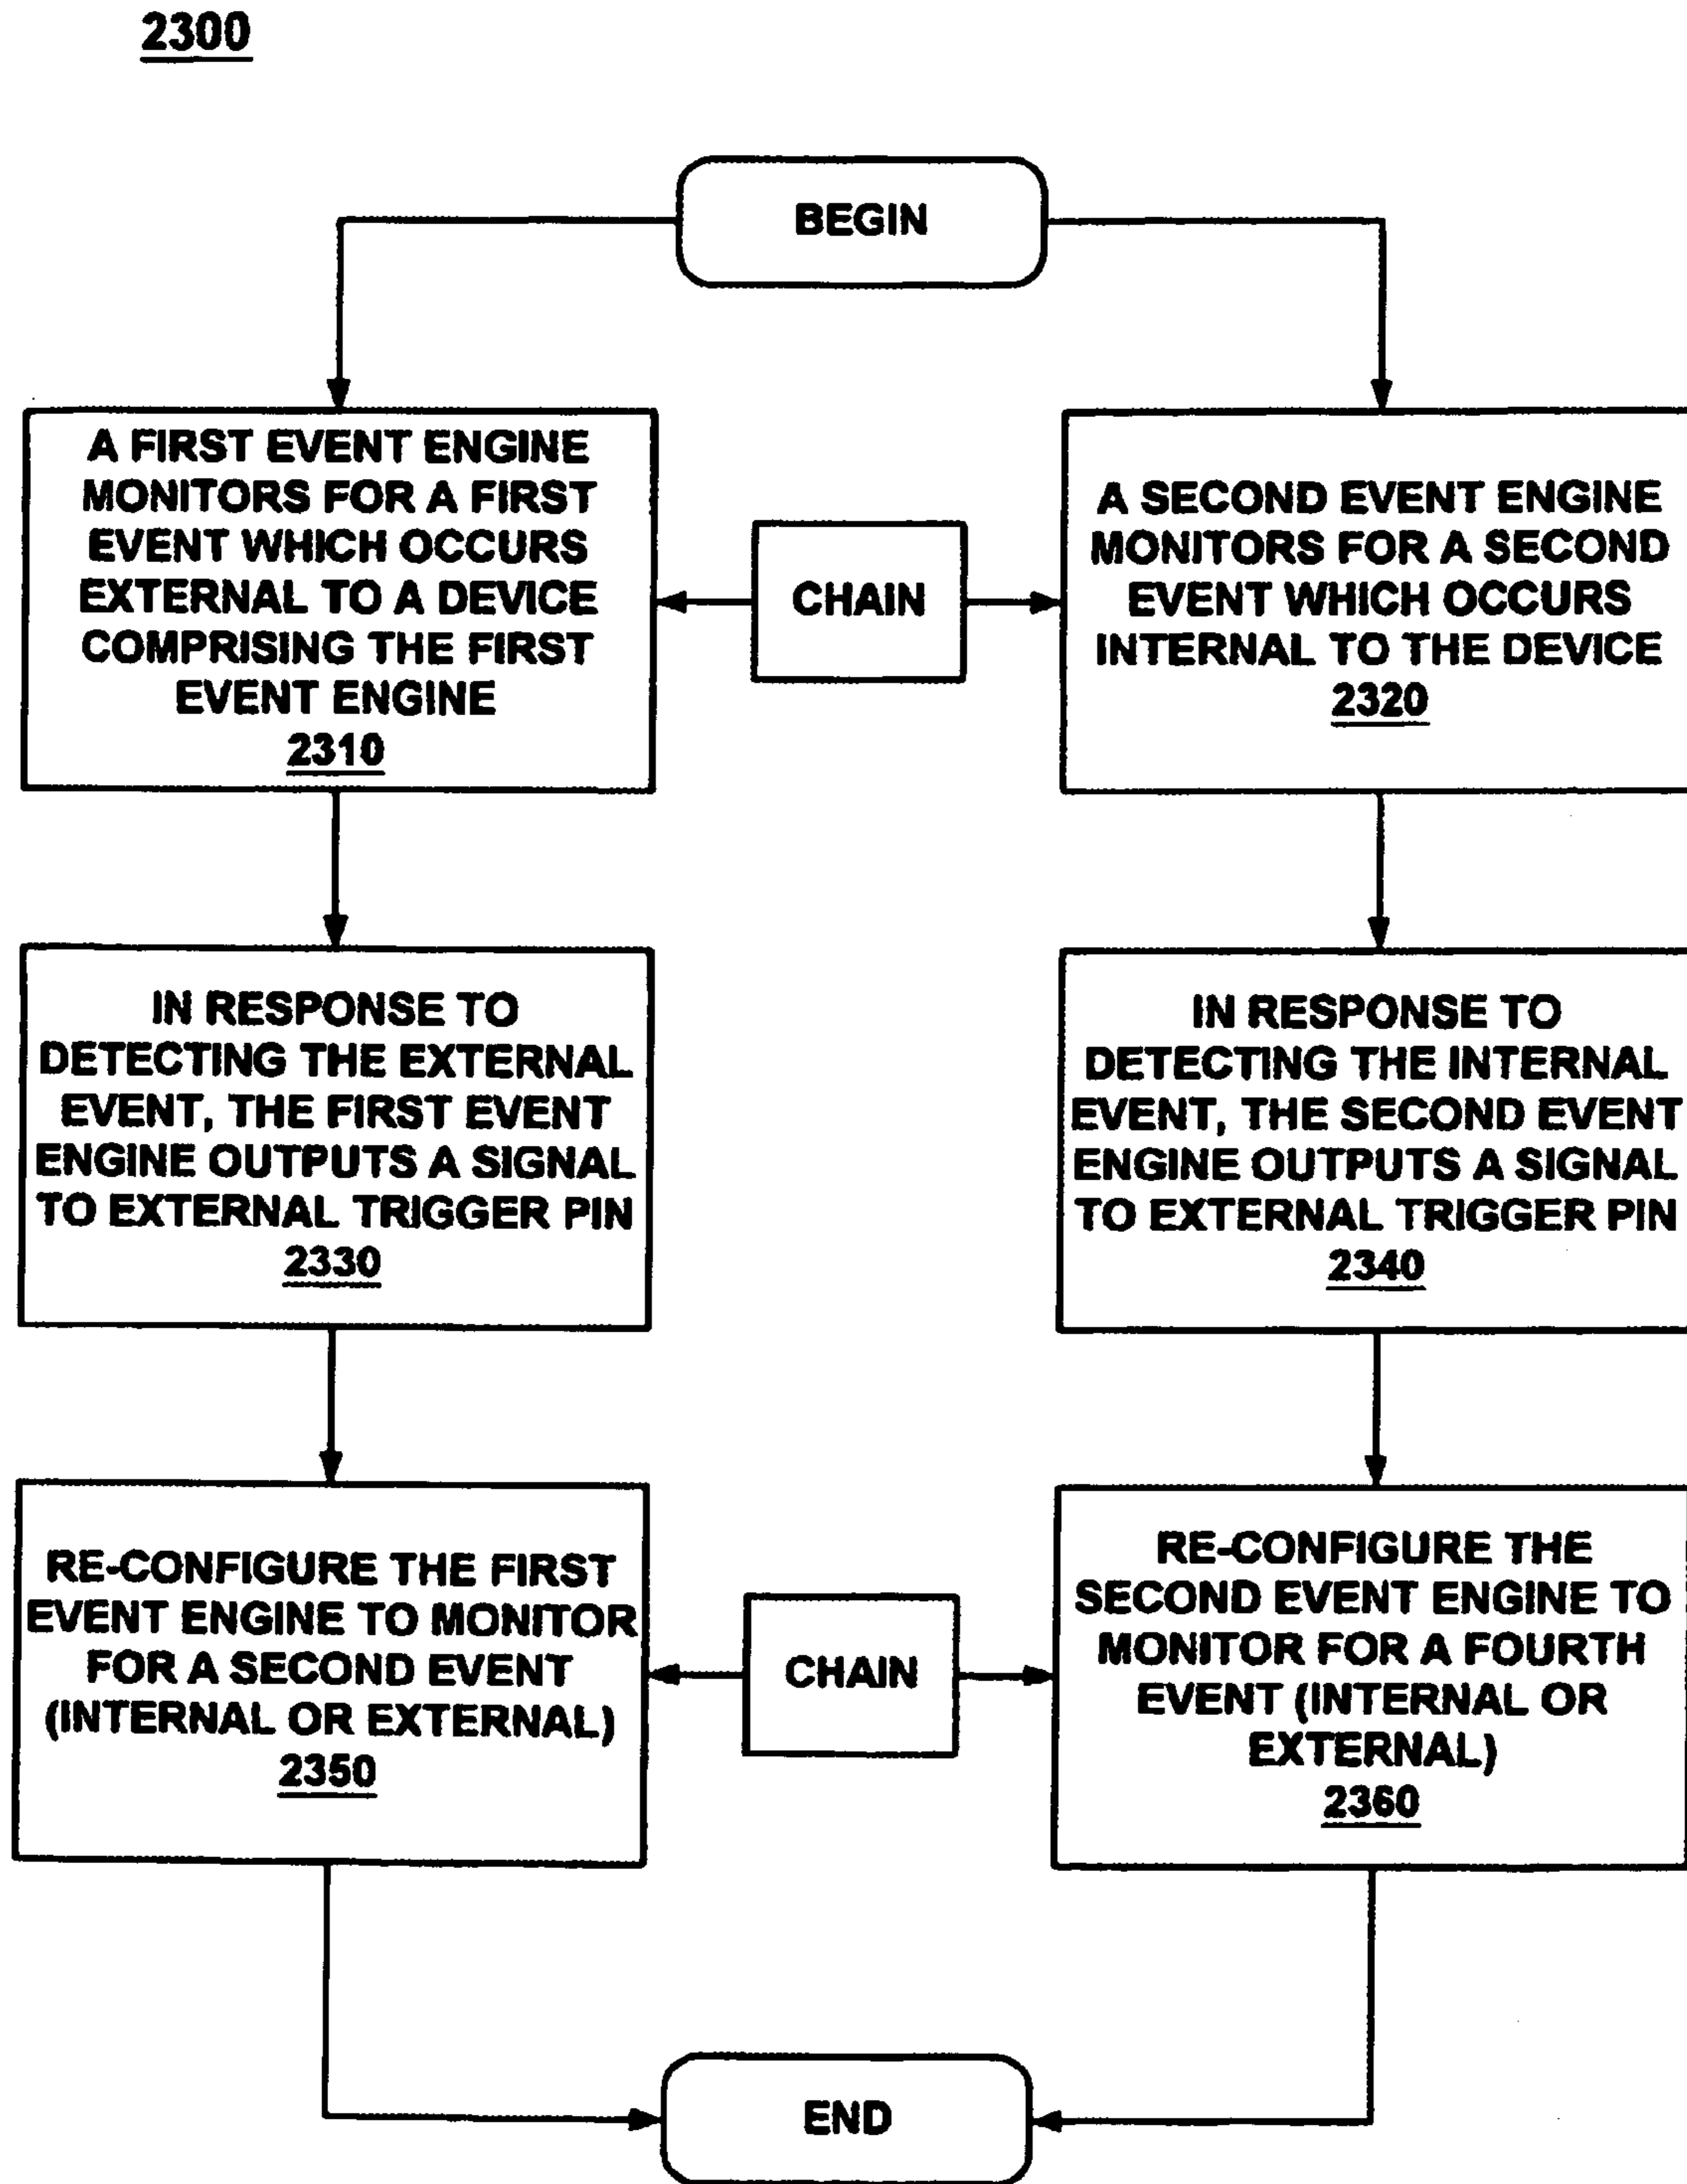 2300
BEGIN
A FIRST EVENT ENGINE
MONITORS FOR A FIRST
EVENT WHICH OCCURS
EXTERNAL TO A DEVICE
COMPRISING THE FIRST
EVENT ENGINE
2310
CHAIN
A SECOND EVENT ENGINE
MONITORS FOR A SECOND
EVENT WHICH OCCURS
INTERNAL TO THE DEVICE
2320
IN RESPONSE TO
DETECTING THE EXTERNAL
EVENT, THE FIRST EVENT
ENGINE OUTPUTS A SIGNAL
TO EXTERNAL TRIGGER PIN
2330
IN RESPONSE TO
DETECTING THE INTERNAL
EVENT, THE SECOND EVENT
ENGINE OUTPUTS A SIGNAL
TO EXTERNAL TRIGGER PIN
2340
RE-CONFIGURE THE FIRST
EVENT ENGINE TO MONITOR
FOR A SECOND EVENT
(INTERNAL OR EXTERNAL)
2350
CHAIN
RE-CONFIGURE THE
SECOND EVENT ENGINE TO
MONITOR FOR A FOURTH
EVENT (INTERNAL OR
EXTERNAL)
2360
END